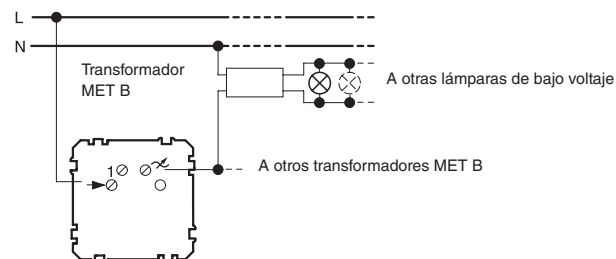 L
N
Transformador
MET B
A otras lámparas de bajo voltaje
1
A otros transformadores MET B